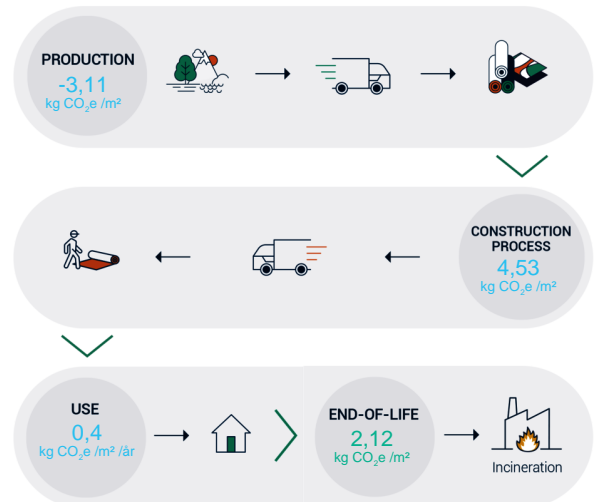 PRODUCTION
-3,11
kg CO₂e /m²
CONSTRUCTION
PROCESS
4,53
kg CO₂e /m²
USE
0,4
kg CO₂e /m² /år
END-OF-LIFE
2,12
kg CO₂e /m²
Incineration